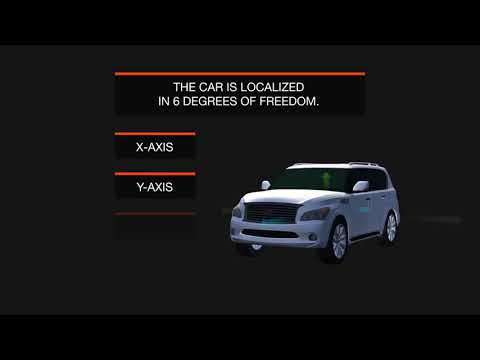 THE CAR IS LOCALIZED
IN 6 DEGREES OF FREEDOM.
X-AXIS
Y-AXIS